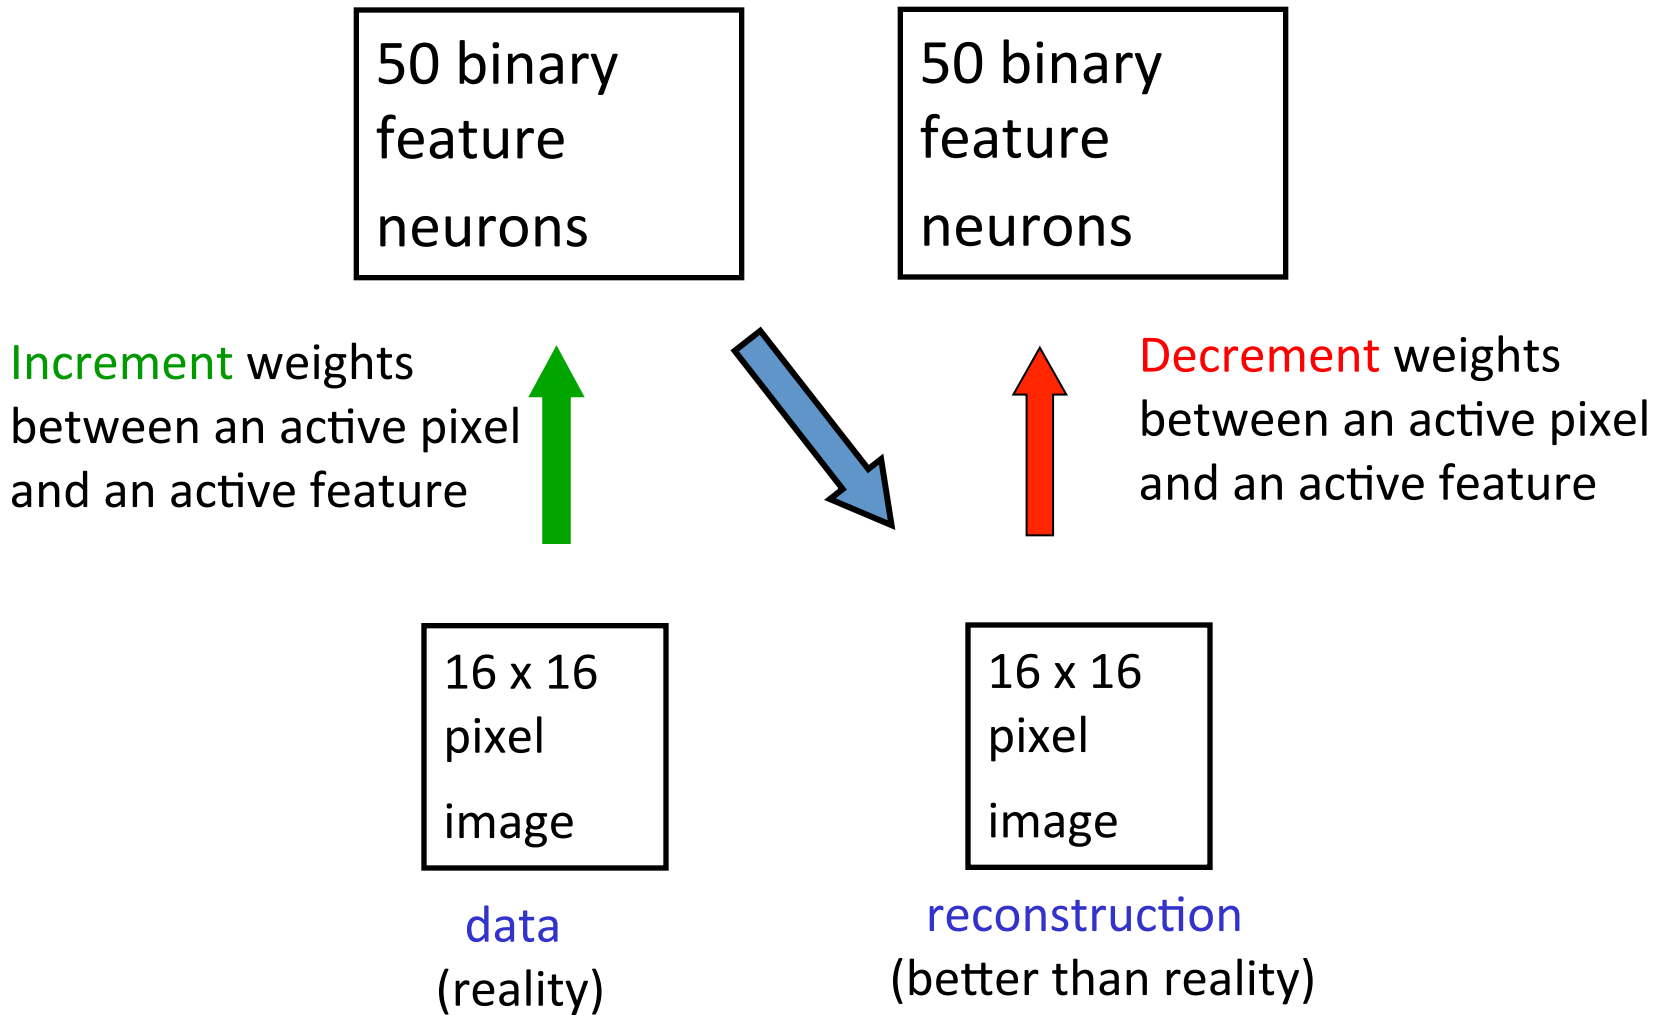 50 binary
feature
neurons
50 binary
feature
neurons
Increment weights
between an active pixel
and an active feature
Decrement weights
between an active pixel
and an active feature
16 x 16
pixel
image
16 x 16
pixel
image
data
(reality)
reconstruction
(better than reality)